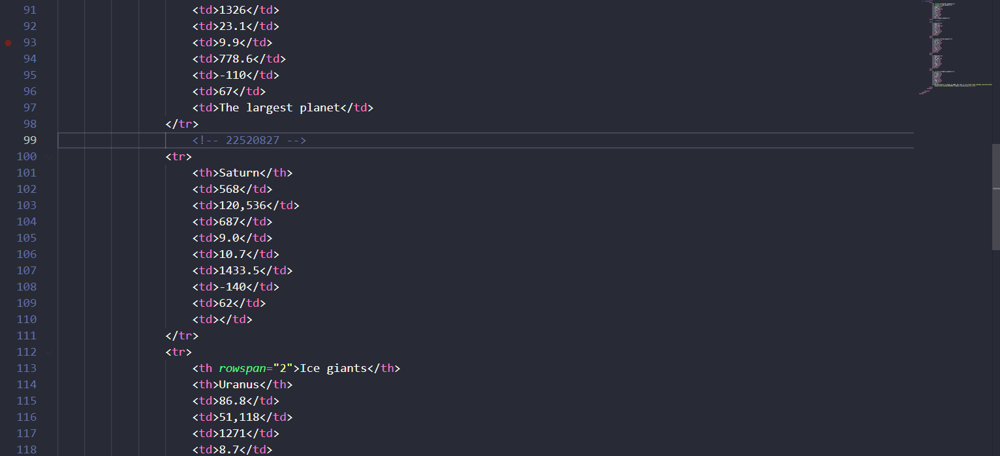 91 <td>1326</td>
92 <td>23.1</td>
93 <td>9.9</td>
94 <td>778.6</td>
95 <td>-110</td>
96 <td>67</td>
97 <td>The largest planet</td>
98 </tr>
99 <!-- 22520827 -->
100 <tr>
101 <th>Saturn</th>
102 <td>568</td>
103 <td>120,536</td>
104 <td>687</td>
105 <td>9.0</td>
106 <td>10.7</td>
107 <td>1433.5</td>
108 <td>-140</td>
109 <td>62</td>
110 <td></td>
111 </tr>
112 <tr>
113 <th rowspan="2">Ice giants</th>
114 <th>Uranus</th>
115 <td>86.8</td>
116 <td>51,118</td>
117 <td>1271</td>
118 <td>8.7</td>